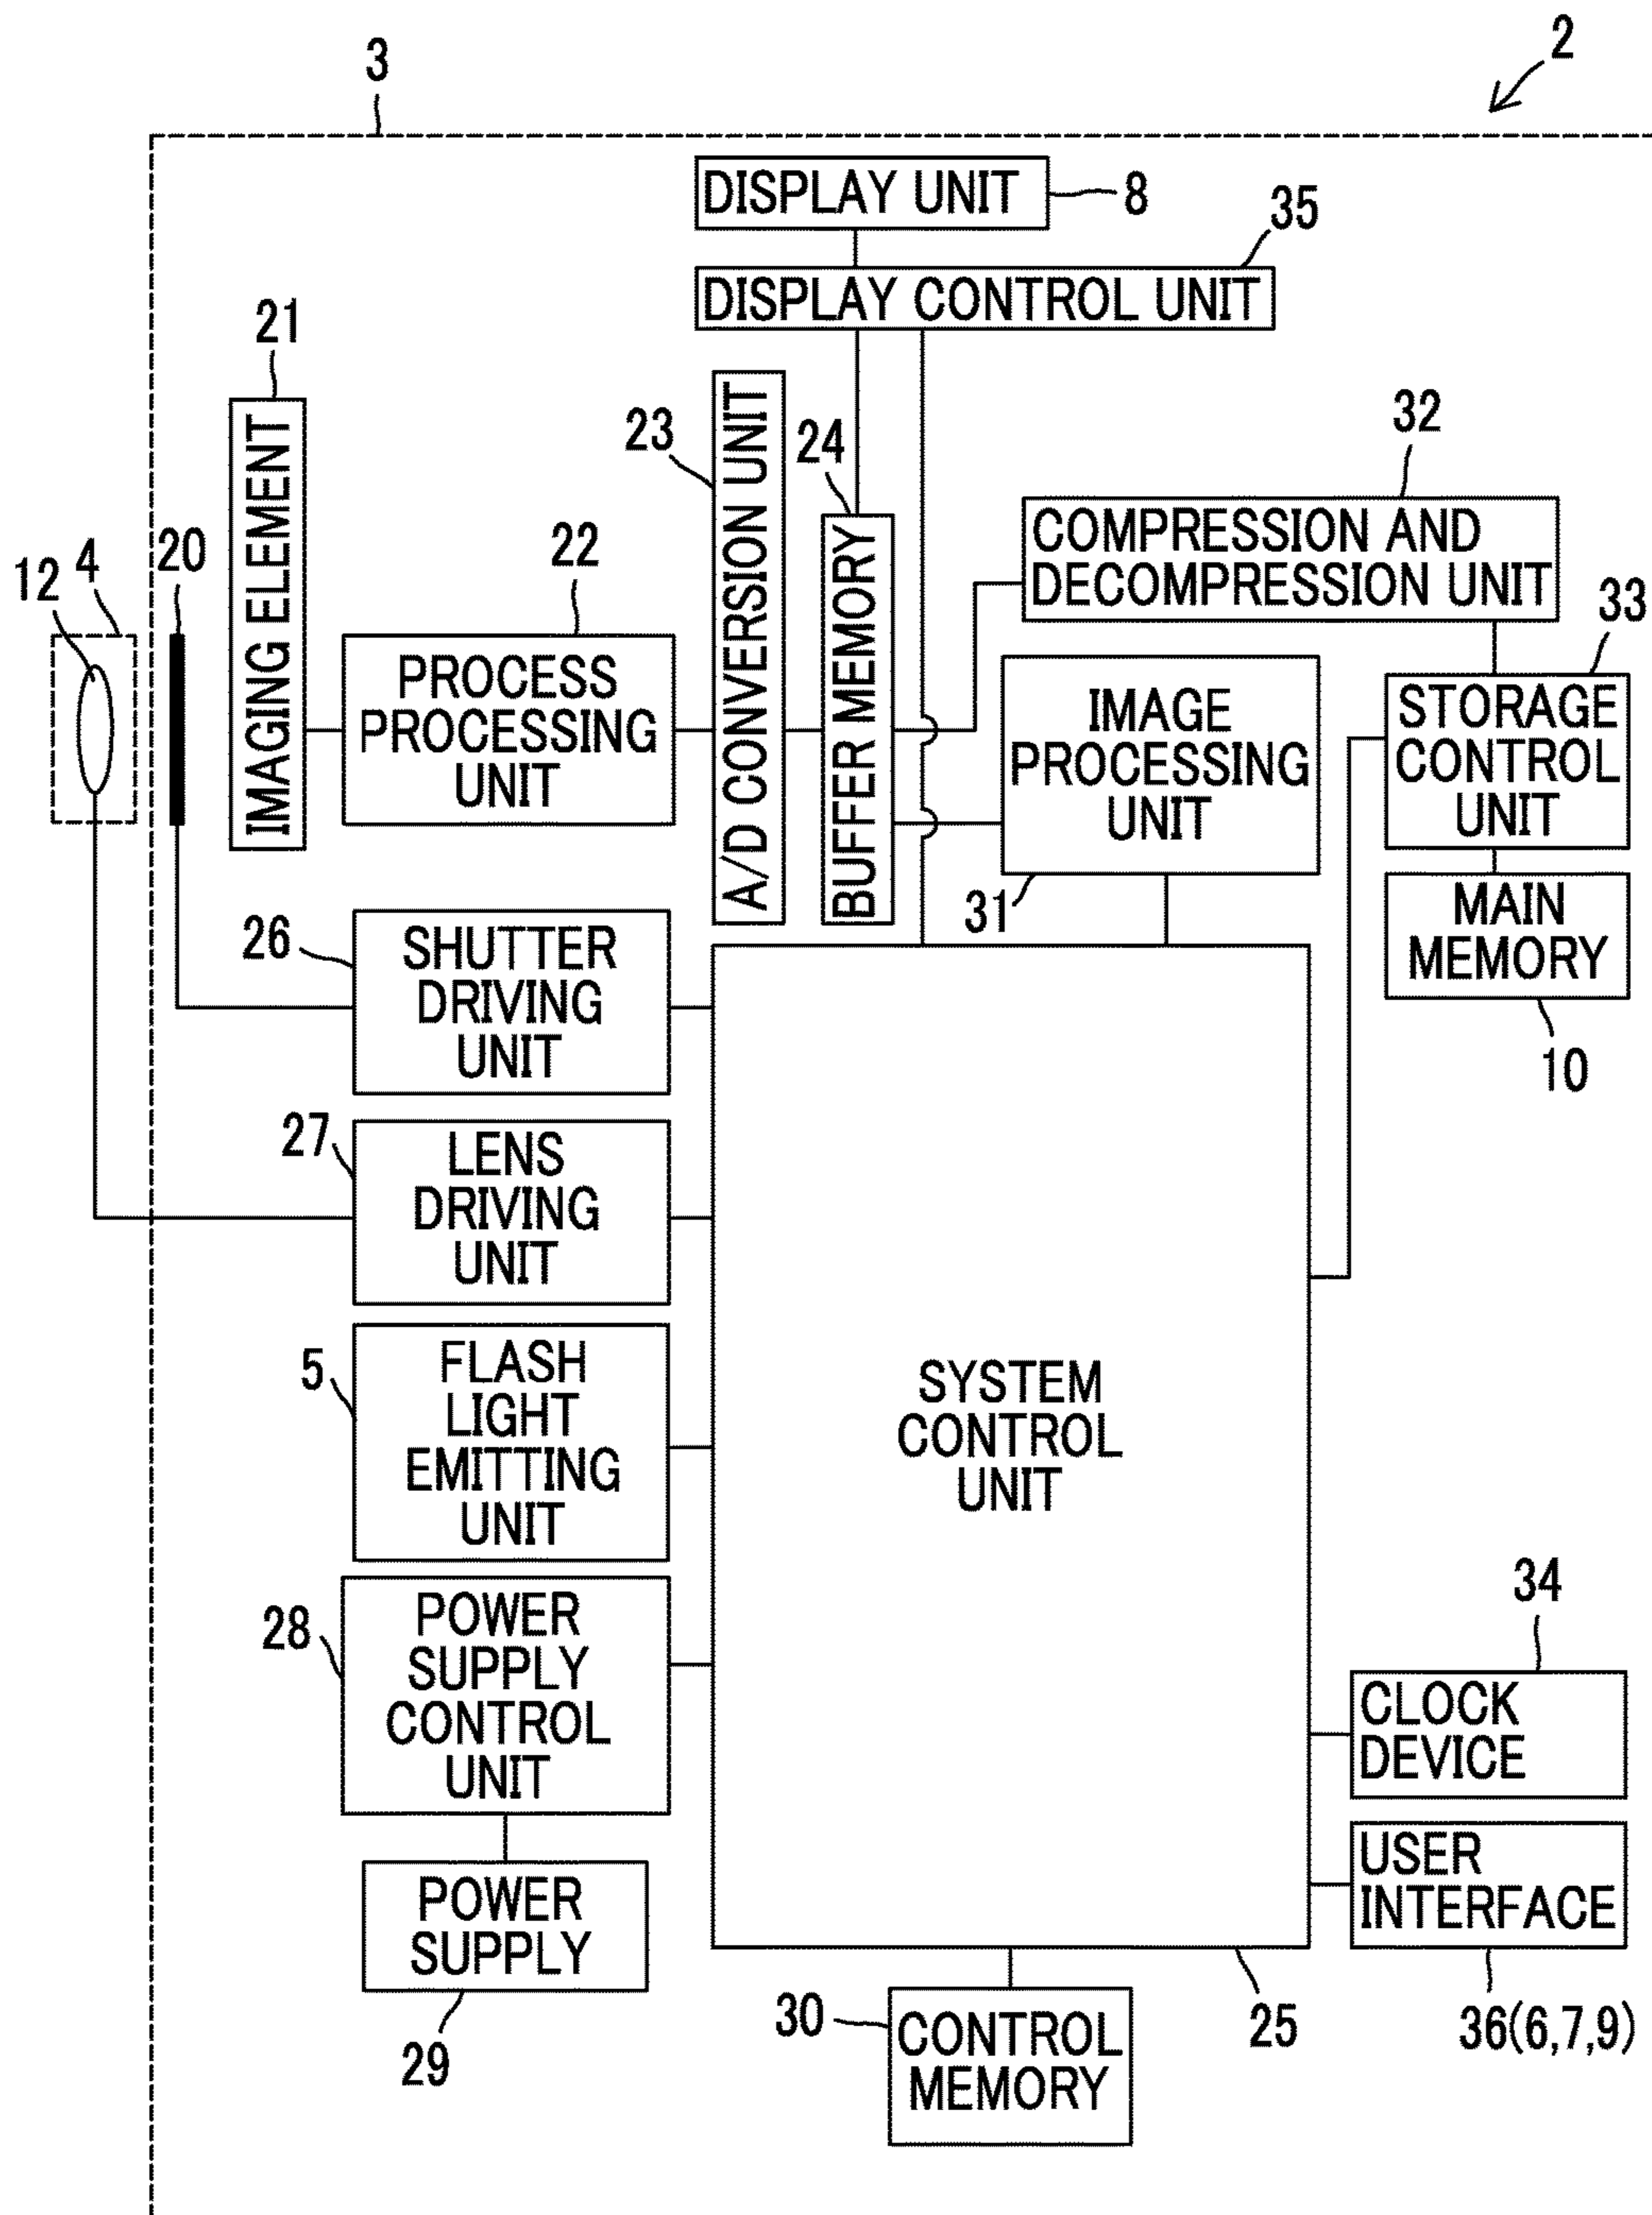 2
3
DISPLAY UNIT
8
35
DISPLAY CONTROL UNIT
21
IMAGING ELEMENT
23
A/D CONVERSION UNIT
24
BUFFER MEMORY
32
COMPRESSION AND
DECOMPRESSION UNIT
12
4
20
22
PROCESS
PROCESSING
UNIT
33
STORAGE
CONTROL
UNIT
IMAGE
PROCESSING
UNIT
31
MAIN
MEMORY
10
26
SHUTTER
DRIVING
UNIT
27
LENS
DRIVING
UNIT
5
FLASH
LIGHT
EMITTING
UNIT
SYSTEM
CONTROL
UNIT
28
POWER
SUPPLY
CONTROL
UNIT
34
CLOCK
DEVICE
USER
INTERFACE
POWER
SUPPLY
29
30
CONTROL
MEMORY
25
36(6,7,9)